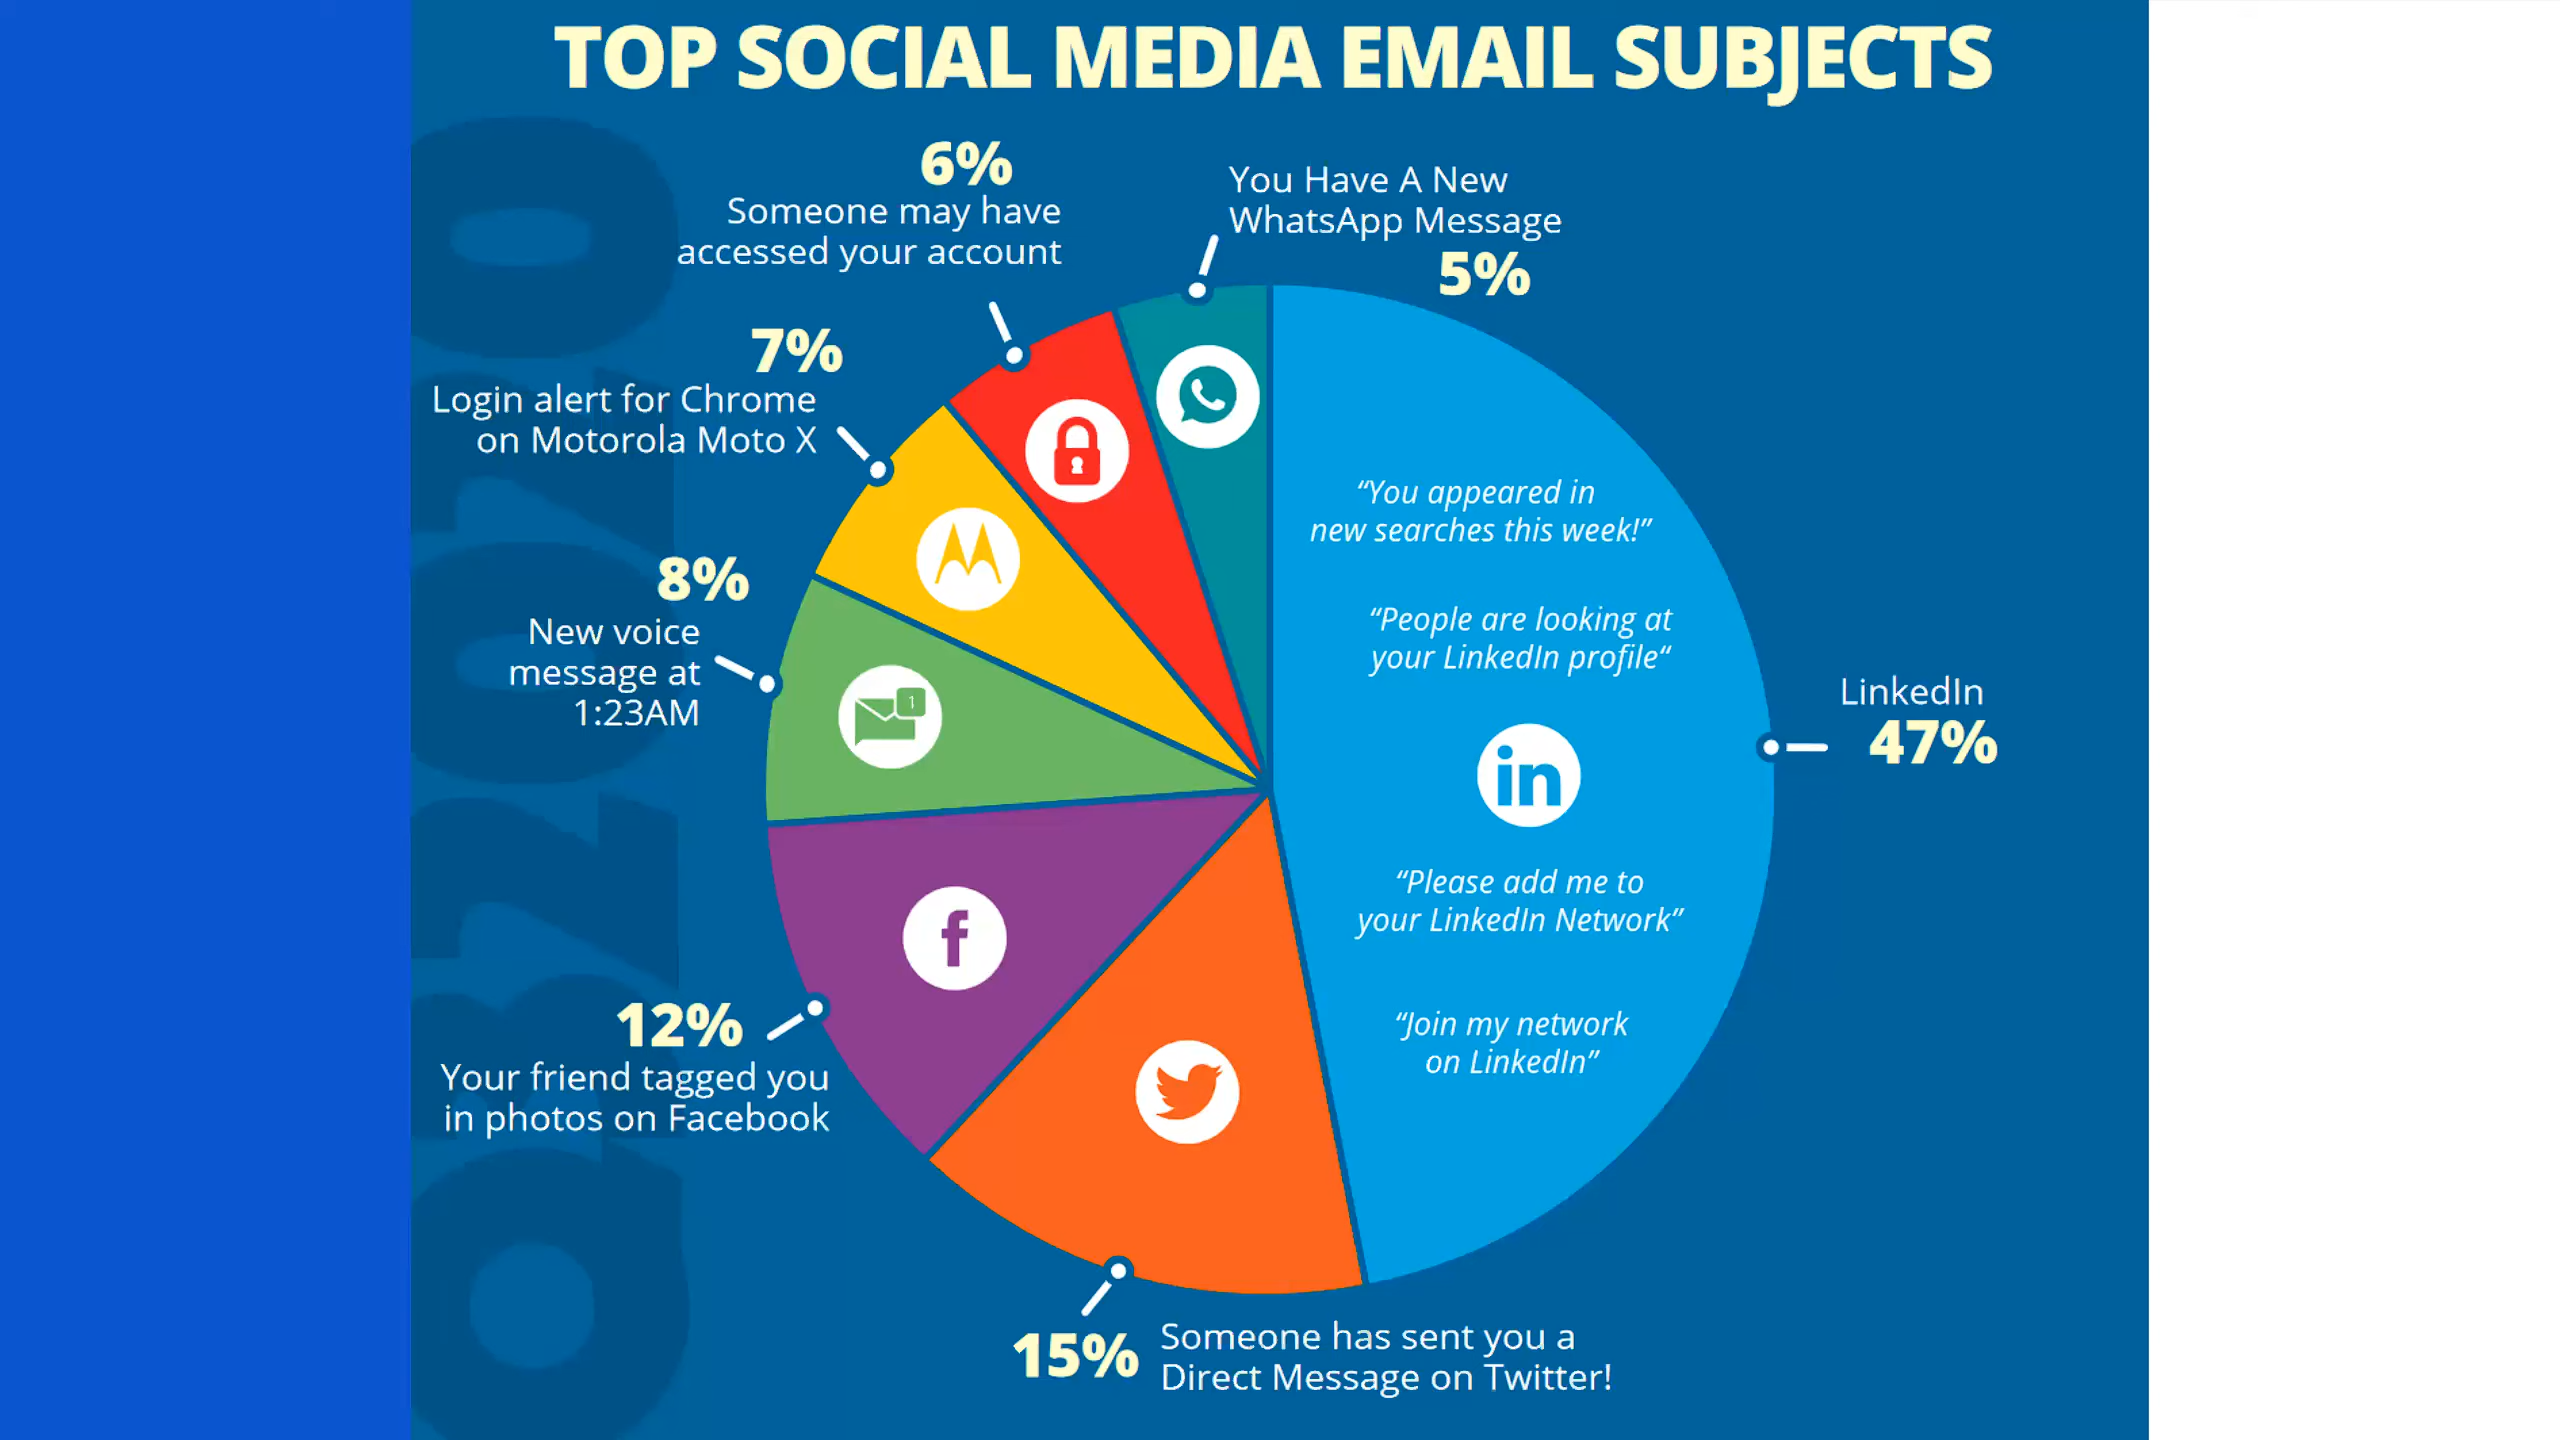 TOP SOCIAL MEDIA EMAIL SUBJECTS
6%
Someone may have
accessed your account
You Have A New
WhatsApp Message
5%
7%
Login alert for Chrome
on Motorola Moto X
8%
New voice
message at
1:23AM
1
“You appeared in
new searches this week!”
“People are looking at
your LinkedIn profile“
in
“Please add me to
your LinkedIn Network”
“Join my network
on LinkedIn”
LinkedIn
47%
f
12%
Your friend tagged you
in photos on Facebook
15%
Someone has sent you a
Direct Message on Twitter!